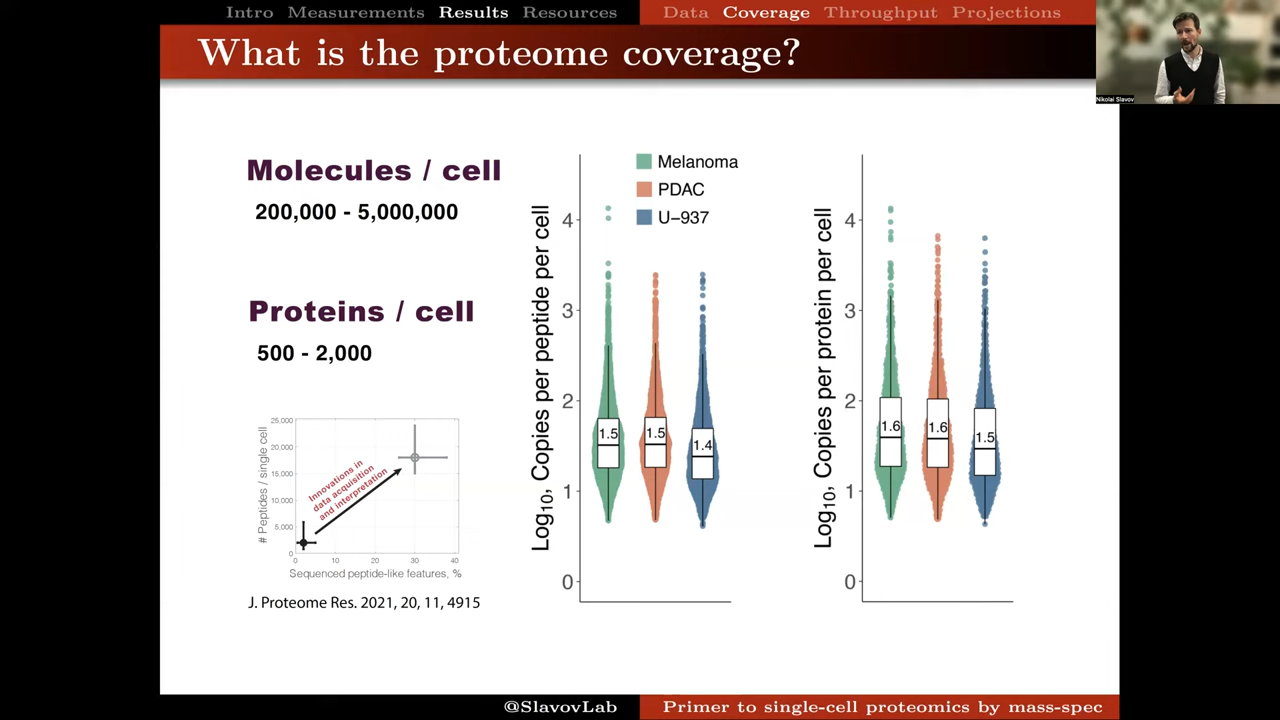 Intro Measurements Results Resources
Data Coverage Throughput Projections
What is the proteome coverage?
Nikolai Slavov
Molecules / cell
200,000 - 5,000,000
Proteins / cell
500 - 2,000
# Peptides / single cell
25,000
20,000
15,000
10,000
5,000
0
Innovations in
data acquisition
and interpretation
0 10 20 30 40
Sequenced peptide-like features, %
J. Proteome Res. 2021, 20, 11, 4915
Log10, Copies per peptide per cell
4
3
2
1
0
Melanoma
PDAC
U-937
1.5
1.5
1.4
Log10, Copies per protein per cell
4
3
2
1
0
1.6
1.6
1.5
@SlavovLab
Primer to single-cell proteomics by mass-spec